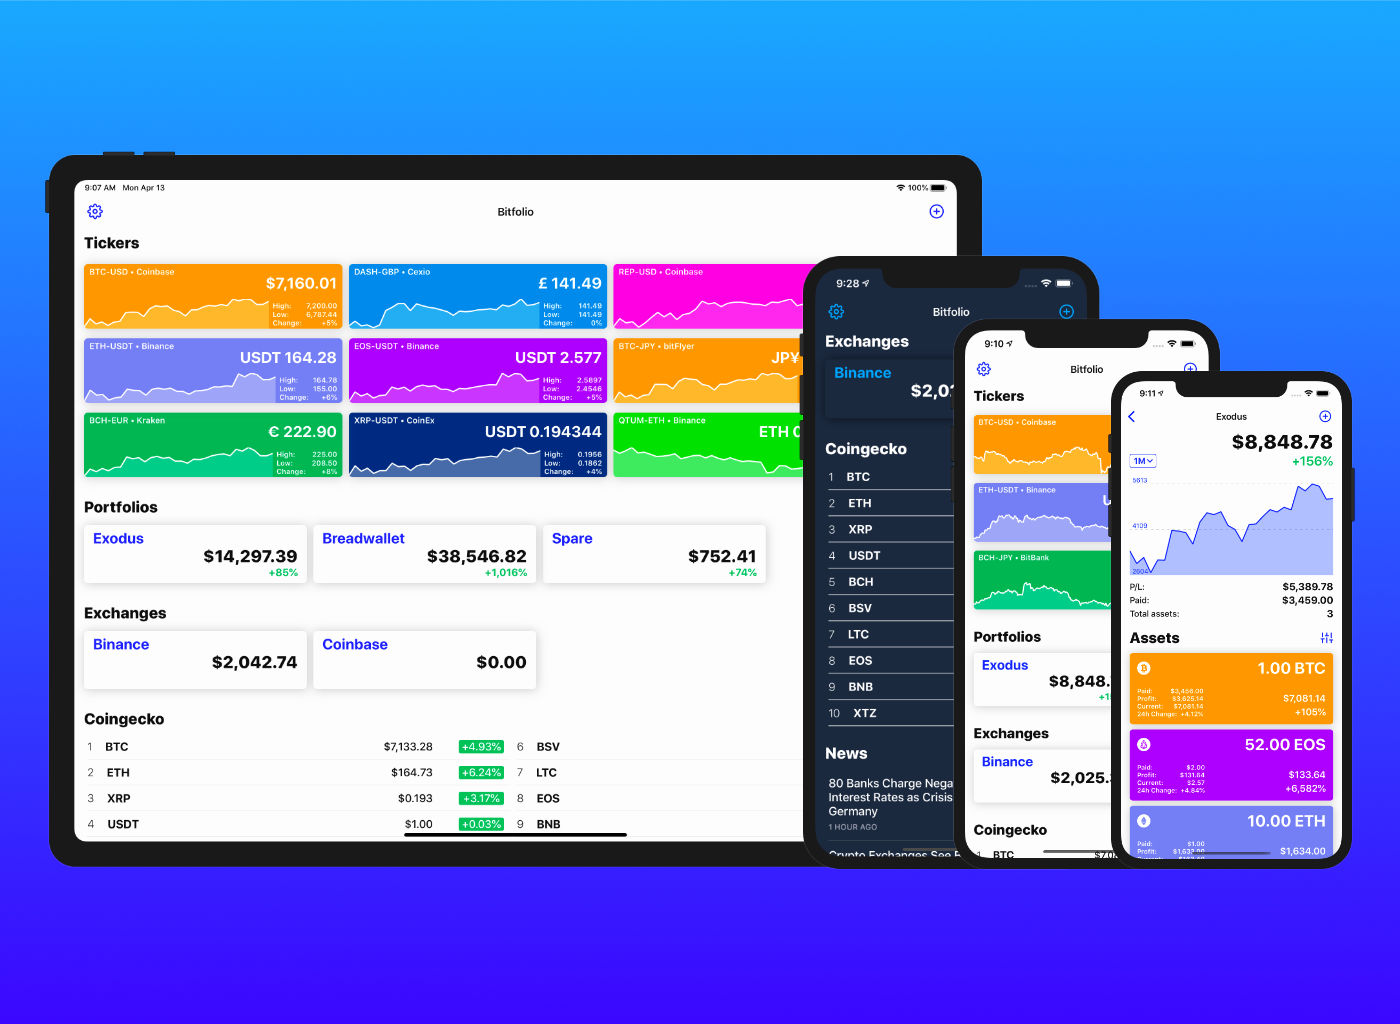 9:07 AM Mon Apr 13
100%
Bitfolio
Tickers
BTC-USD • Coinbase
$7,160.01
High: 7,200.00
Low: 6,787.44
Change: +5%
DASH-GBP • Cexio
£ 141.49
High: 141.49
Low: 141.49
Change: 0%
REP-USD • Coinbase
ETH-USDT • Binance
USDT 164.28
High: 164.78
Low: 155.00
Change: +6%
EOS-USDT • Binance
USDT 2.577
High: 2.5897
Low: 2.4546
Change: +5%
BTC-JPY • bitFlyer
JP¥
BCH-EUR • Kraken
€ 222.90
High: 225.00
Low: 208.50
Change: +8%
XRP-USDT • CoinEx
USDT 0.194344
High: 0.1956
Low: 0.1862
Change: +4%
QTUM-ETH • Binance
ETH 0
Portfolios
Exodus
$14,297.39
+85%
Breadwallet
$38,546.82
+1,016%
Spare
$752.41
+74%
Exchanges
Binance
$2,042.74
Coinbase
$0.00
Coingecko
1 BTC $7,133.28 +4.93% 6 BSV
2 ETH $164.73 +6.24% 7 LTC
3 XRP $0.193 +3.17% 8 EOS
4 USDT $1.00 +0.03% 9 BNB
9:28
Bitfolio
Exchanges
Binance
$2,0
Coingecko
1 BTC
2 ETH
3 XRP
4 USDT
5 BCH
6 BSV
7 LTC
8 EOS
9 BNB
10 XTZ
News
80 Banks Charge Nega
Interest Rates as Crisis
Germany
1 HOUR AGO
Crypto Exchanges See
9:10
Bitfolio
Tickers
BTC-USD • Coinbase
ETH-USDT • Binance
BCH-JPY • BitBank
Portfolios
Exodus
$8,848.
Exchanges
Binance
$2,025.
Coingecko
1 BTC
9:11
Exodus
$8,848.78
+156%
1M
5613
4109
2604
P/L: $5,389.78
Paid: $3,459.00
Total assets: 3
Assets
1.00 BTC
Paid: $3,456.00
Profit: $3,625.14
Current: $7,081.14
24h Change: +4.12%
$7,081.14
+105%
52.00 EOS
Paid: $2.00
Profit: $131.64
Current: $2.57
24h Change: +4.84%
$133.64
+6,582%
10.00 ETH
Paid: $1.00
Profit:
$1,634.00